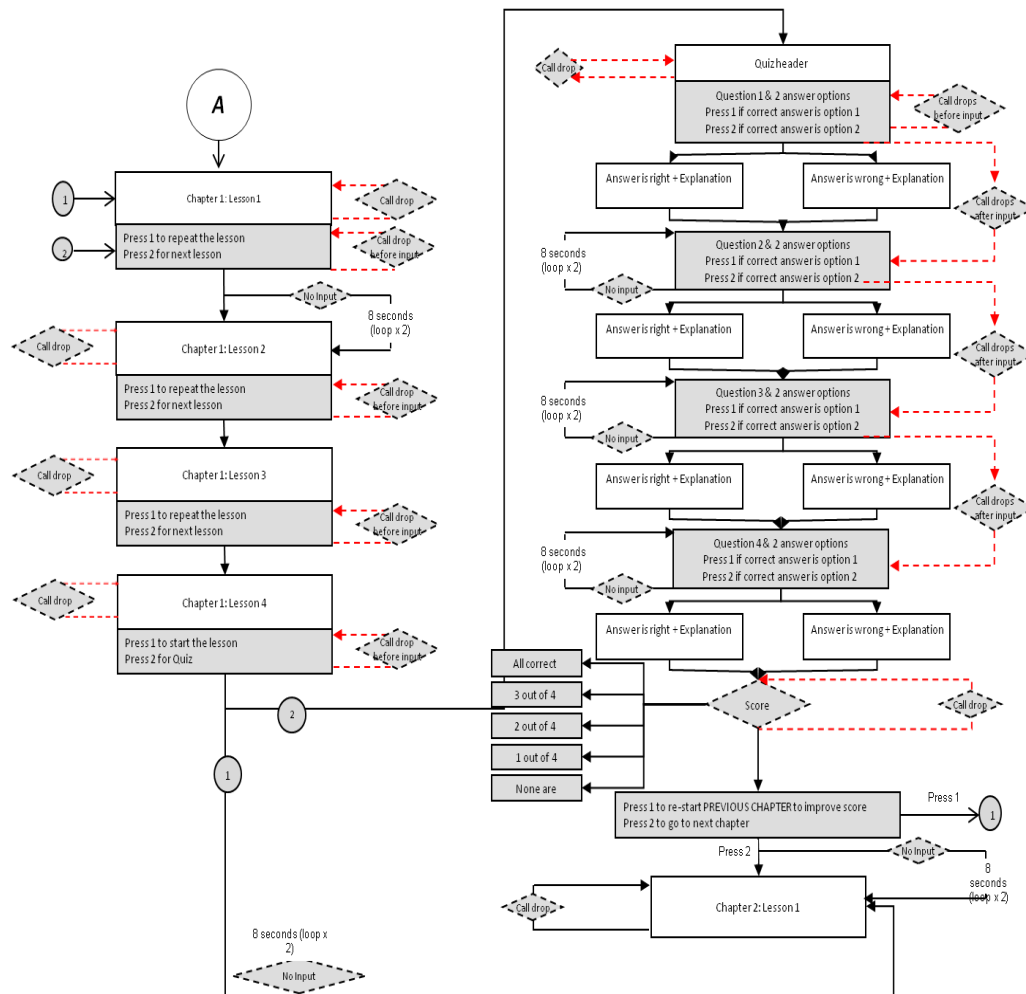 A
1
Chapter 1: Lesson 1
Call drop
2
Press 1 to repeat the lesson
Press 2 for next lesson
Call drop
before input
No Input
8 seconds
(loop x 2)
Call drop
Chapter 1: Lesson 2
Press 1 to repeat the lesson
Press 2 for next lesson
Call drop
before input
Call drop
Chapter 1: Lesson 3
Press 1 to repeat the lesson
Press 2 for next lesson
Call drop
before input
Call drop
Chapter 1: Lesson 4
Press 1 to start the lesson
Press 2 for Quiz
Call drop
before input
2
1
8 seconds (loop x
2)
No Input
Call drop
Quiz header
Question 1 & 2 answer options
Press 1 if correct answer is option 1
Press 2 if correct answer is option 2
Call drops
before input
Answer is right + Explanation
Answer is wrong + Explanation
Call drops
after input
8 seconds
(loop x 2)
Question 2 & 2 answer options
Press 1 if correct answer is option 1
Press 2 if correct answer is option 2
No input
Answer is right + Explanation
Answer is wrong + Explanation
Call drops
after input
8 seconds
(loop x 2)
Question 3 & 2 answer options
Press 1 if correct answer is option 1
Press 2 if correct answer is option 2
No input
Answer is right + Explanation
Answer is wrong + Explanation
Call drops
after input
8 seconds
(loop x 2)
Question 4 & 2 answer options
Press 1 if correct answer is option 1
Press 2 if correct answer is option 2
No input
Answer is right + Explanation
Answer is wrong + Explanation
All correct
3 out of 4
2 out of 4
1 out of 4
None are
Score
Call drop
Press 1 to re-start PREVIOUS CHAPTER to improve score
Press 2 to go to next chapter
Press 1
1
Press 2
No Input
8
seconds
(loop x 2)
Call drop
Chapter 2: Lesson 1